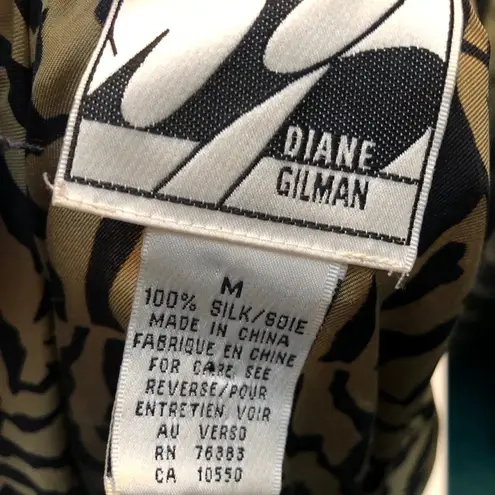 DIANE
GILMAN
M
100% SILK/SOIE
MADE IN CHINA
FABRIQUE EN CHINE
FOR CARE SEE
REVERSE/POUR
ENTRETIEN VOIR
AU VERSO
RN 76383
CA 10550